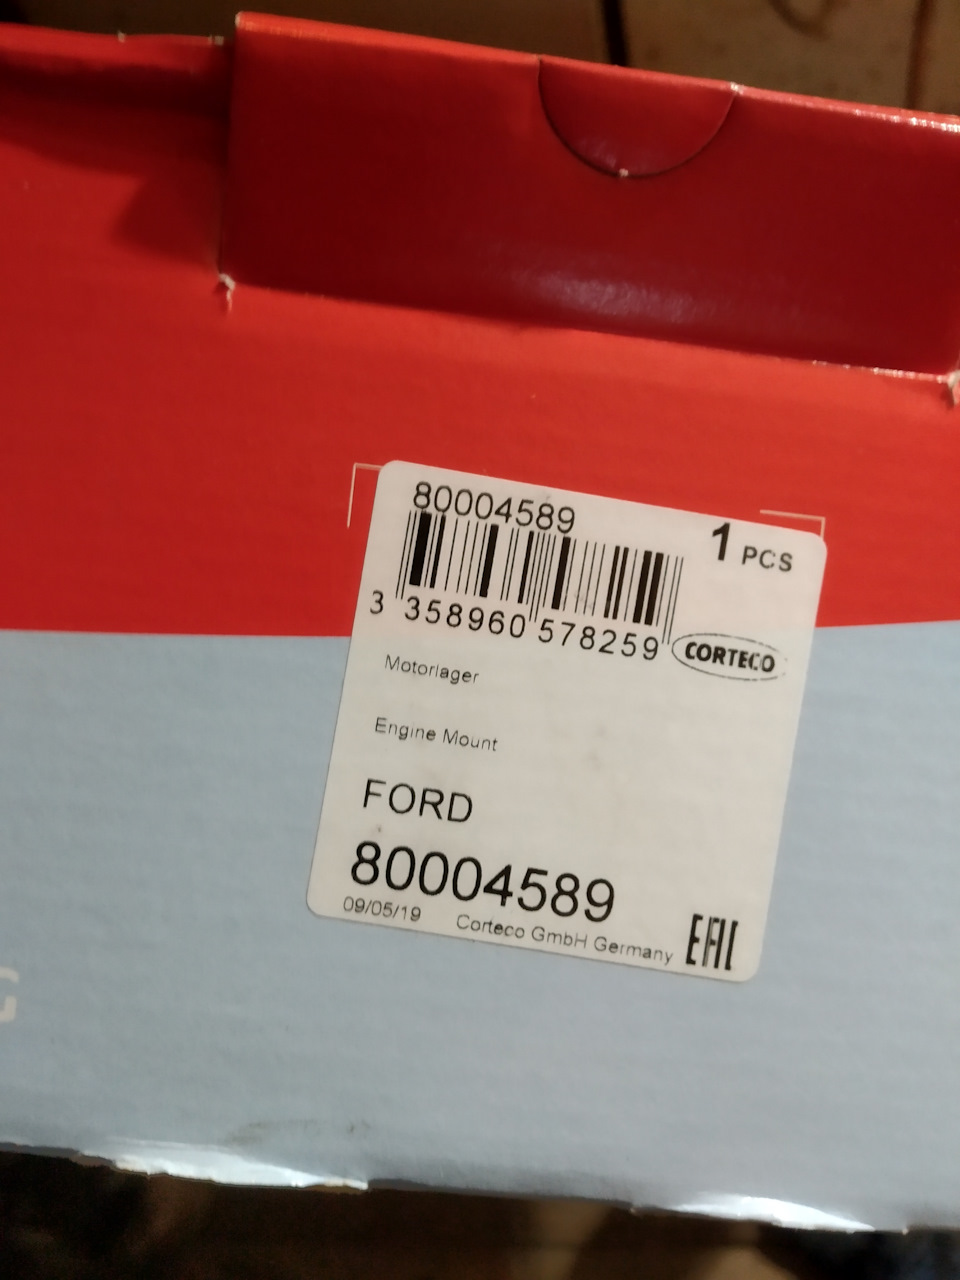 80004589
1 PCS
3 358960 578259
CORTECO
Motorlager
Engine Mount
FORD
80004589
09/05/19 Corteco GmbH Germany
EAC
G